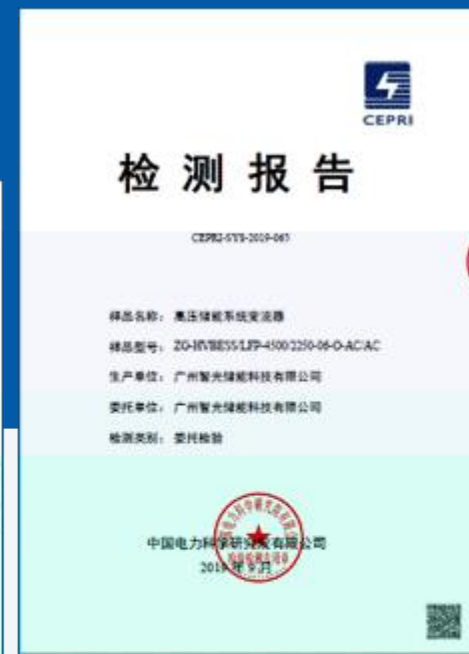 CEPRI
检测报告
CEPRI-SYS-2019-065
样品名称： 高压储能系统变流器
样品型号： ZG-HVBESS/LFP-4500/2250-06-O-AC/AC
生产单位： 广州智光储能科技有限公司
委托单位： 广州智光储能科技有限公司
检测类别： 委托检验
中国电力科学研究院有限公司
2019年9月